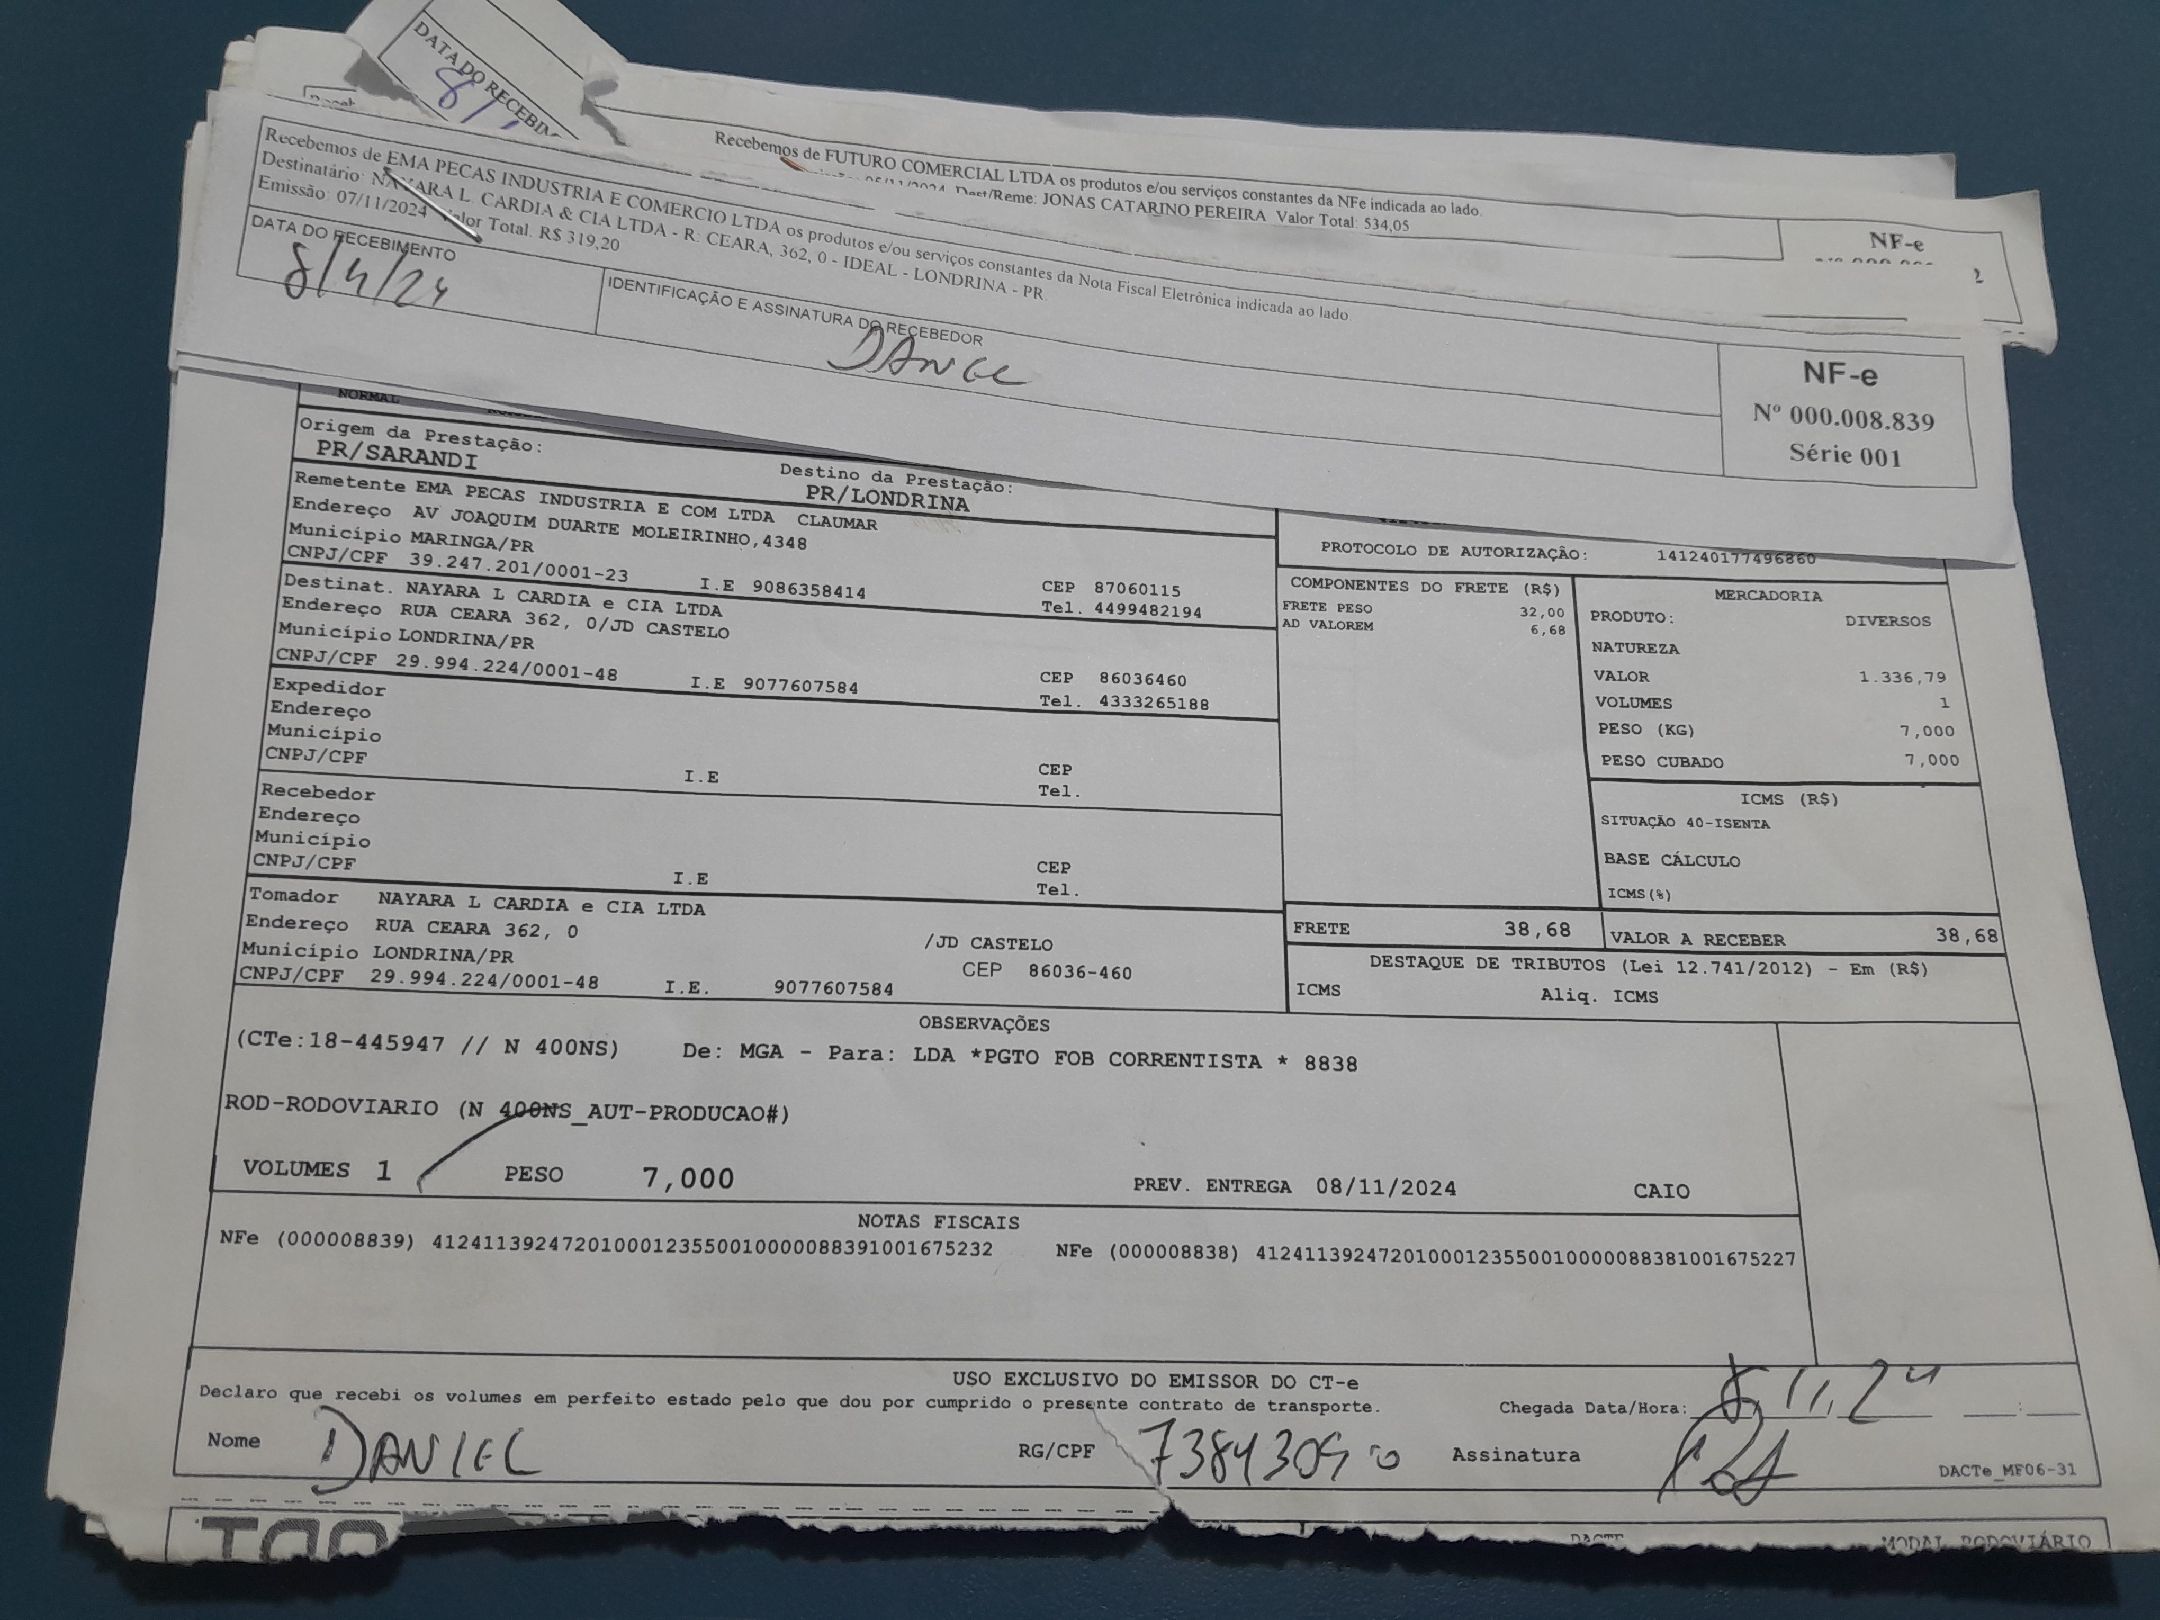 DATA DO RECEBIM
8/
Recebemos de FUTURO COMERCIAL LTDA os produtos e/ou serviços constantes da NFe indicada ao lado.
05/11/2024 Dest/Reme: JONAS CATARINO PEREIRA Valor Total: 534,05
NF-e
Recebemos de EMA PECAS INDUSTRIA E COMERCIO LTDA os produtos e/ou serviços constantes da Nota Fiscal Eletrônica indicada ao lado.
Destinatário: NAYARA L. CARDIA & CIA LTDA - R: CEARA, 362, 0 - IDEAL - LONDRINA - PR
Emissão: 07/11/2024 Valor Total: R$ 319,20
DATA DO RECEBIMENTO
8/11/24
IDENTIFICAÇÃO E ASSINATURA DO RECEBEDOR
DANIEL
NF-e
Nº 000.008.839
Série 001
NORMAL
Origem da Prestação:
PR/SARANDI
Destino da Prestação:
PR/LONDRINA
Remetente EMA PECAS INDUSTRIA E COM LTDA CLAUMAR
Endereço AV JOAQUIM DUARTE MOLEIRINHO,4348
Município MARINGA/PR
CEP 87060115
CNPJ/CPF 39.247.201/0001-23 I.E 9086358414 Tel. 4499482194
Destinat. NAYARA L CARDIA e CIA LTDA
Endereço RUA CEARA 362, 0/JD CASTELO
Município LONDRINA/PR
CEP 86036460
CNPJ/CPF 29.994.224/0001-48 I.E 9077607584 Tel. 4333265188
Expedidor
Endereço
Município
CEP
CNPJ/CPF I.E Tel.
Recebedor
Endereço
Município
CEP
CNPJ/CPF I.E Tel.
Tomador NAYARA L CARDIA e CIA LTDA
Endereço RUA CEARA 362, 0 /JD CASTELO
Município LONDRINA/PR CEP 86036-460
CNPJ/CPF 29.994.224/0001-48 I.E. 9077607584
PROTOCOLO DE AUTORIZAÇÃO: 141240177496860
COMPONENTES DO FRETE (R$)
FRETE PESO 32,00
AD VALOREM 6,68
MERCADORIA
PRODUTO: DIVERSOS
NATUREZA
VALOR 1.336,79
VOLUMES 1
PESO (KG) 7,000
PESO CUBADO 7,000
ICMS (R$)
SITUAÇÃO 40-ISENTA
BASE CÁLCULO
ICMS(%)
FRETE 38,68 VALOR A RECEBER 38,68
DESTAQUE DE TRIBUTOS (Lei 12.741/2012) - Em (R$)
ICMS Aliq. ICMS
OBSERVAÇÕES
(CTe:18-445947 // N 400NS) De: MGA - Para: LDA *PGTO FOB CORRENTISTA * 8838
ROD-RODOVIARIO (N 400NS_AUT-PRODUCAO#)
VOLUMES 1 PESO 7,000 PREV. ENTREGA 08/11/2024 CAIO
NOTAS FISCAIS
NFe (000008839) 41241139247201000123550010000088391001675232 NFe (000008838) 41241139247201000123550010000088381001675227
USO EXCLUSIVO DO EMISSOR DO CT-e
Declaro que recebi os volumes em perfeito estado pelo que dou por cumprido o presente contrato de transporte. Chegada Data/Hora: 8 11 24
Nome DANIEL RG/CPF Assinatura
DACTe_MF06-31
DACTE MODAL RODOVIÁRIO